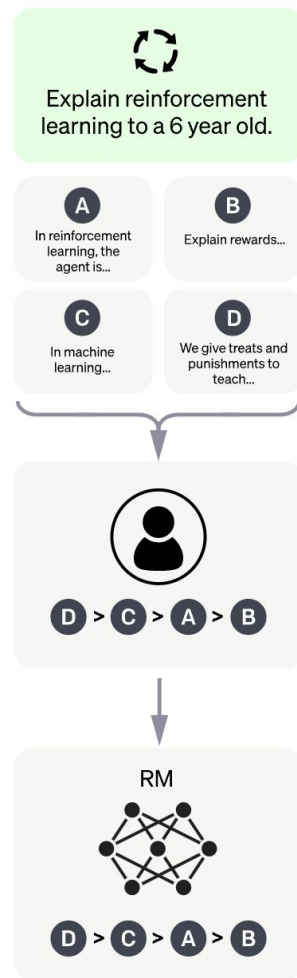 Explain reinforcement
learning to a 6 year old.
A
In reinforcement
learning, the
agent is...
B
Explain rewards...
C
In machine
learning...
D
We give treats and
punishments to
teach...
D > C > A > B
RM
D > C > A > B